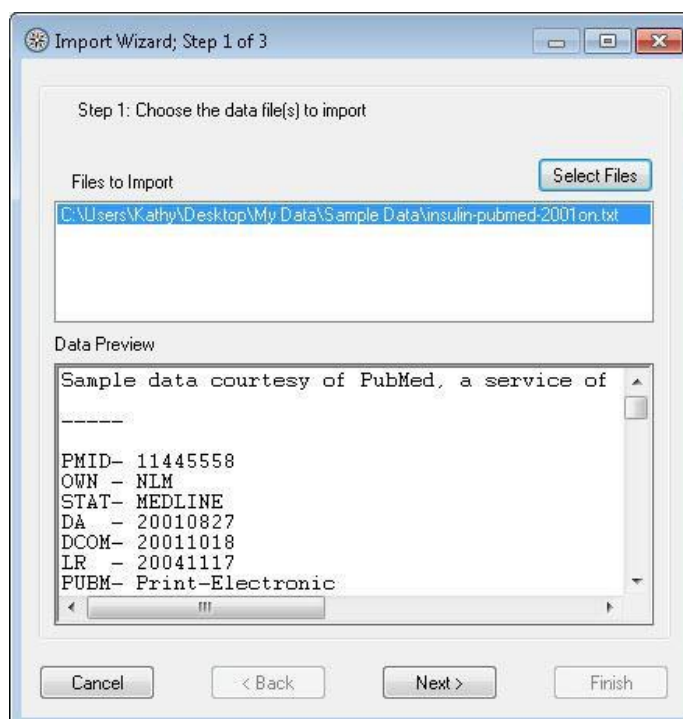 Import Wizard; Step 1 of 3
Step 1: Choose the data file(s) to import
Files to Import
Select Files
C:\Users\Kathy\Desktop\My Data\Sample Data\insulin-pubmed-2001on.txt
Data Preview
Sample data courtesy of PubMed, a service of
-----
PMID- 11445558
OWN - NLM
STAT- MEDLINE
DA  - 20010827
DCOM- 20011018
LR  - 20041117
PUBM- Print-Electronic
Cancel
< Back
Next >
Finish